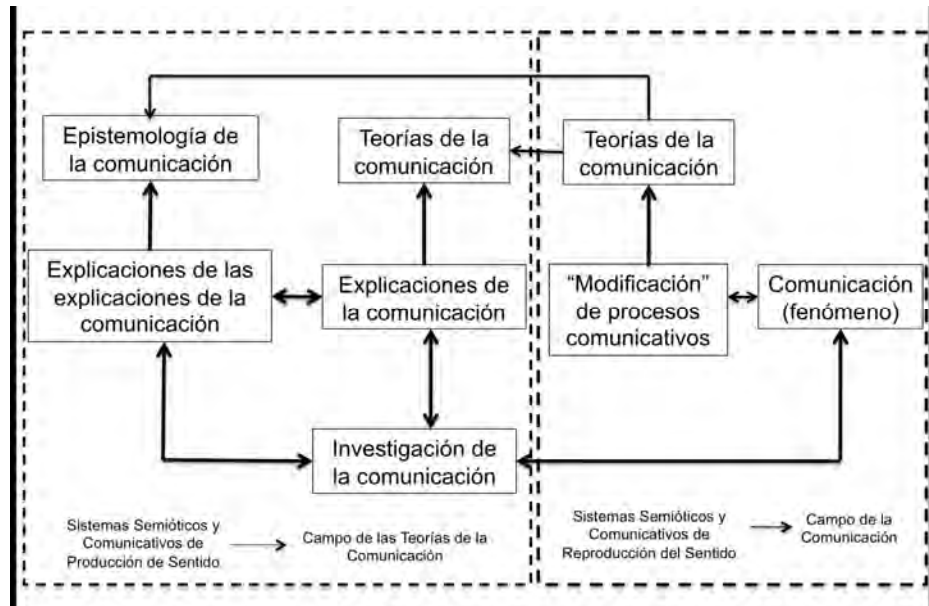 Epistemología de
la comunicación
Teorías de la
comunicación
Teorías de la
comunicación
Explicaciones de las
explicaciones de la
comunicación
Explicaciones de
la comunicación
“Modificación”
de procesos
comunicativos
Comunicación
(fenómeno)
Investigación de
la comunicación
Sistemas Semióticos y
Comunicativos de
Producción de Sentido
Campo de las Teorías de la
Comunicación
Sistemas Semióticos y
Comunicativos de
Reproducción del Sentido
Campo de la
Comunicación